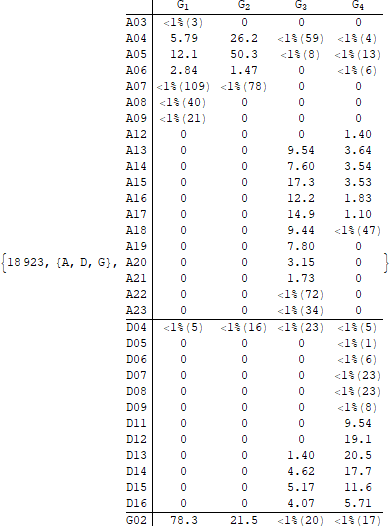 G1 G2 G3 G4
A03 <1%(3) 0 0 0
A04 5.79 26.2 <1%(59) <1%(4)
A05 12.1 50.3 <1%(8) <1%(13)
A06 2.84 1.47 0 <1%(6)
A07 <1%(109) <1%(78) 0 0
A08 <1%(40) 0 0 0
A09 <1%(21) 0 0 0
A12 0 0 0 1.40
A13 0 0 9.54 3.64
A14 0 0 7.60 3.54
A15 0 0 17.3 3.53
A16 0 0 12.2 1.83
A17 0 0 14.9 1.10
A18 0 0 9.44 <1%(47)
A19 0 0 7.80 0
{18923, {A, D, G}, A20 0 0 3.15 0 }
A21 0 0 1.73 0
A22 0 0 <1%(72) 0
A23 0 0 <1%(34) 0
D04 <1%(5) <1%(16) <1%(23) <1%(5)
D05 0 0 0 <1%(1)
D06 0 0 0 <1%(6)
D07 0 0 0 <1%(23)
D08 0 0 0 <1%(23)
D09 0 0 0 <1%(8)
D11 0 0 0 9.54
D12 0 0 0 19.1
D13 0 0 1.40 20.5
D14 0 0 4.62 17.7
D15 0 0 5.17 11.6
D16 0 0 4.07 5.71
G02 78.3 21.5 <1%(20) <1%(17)